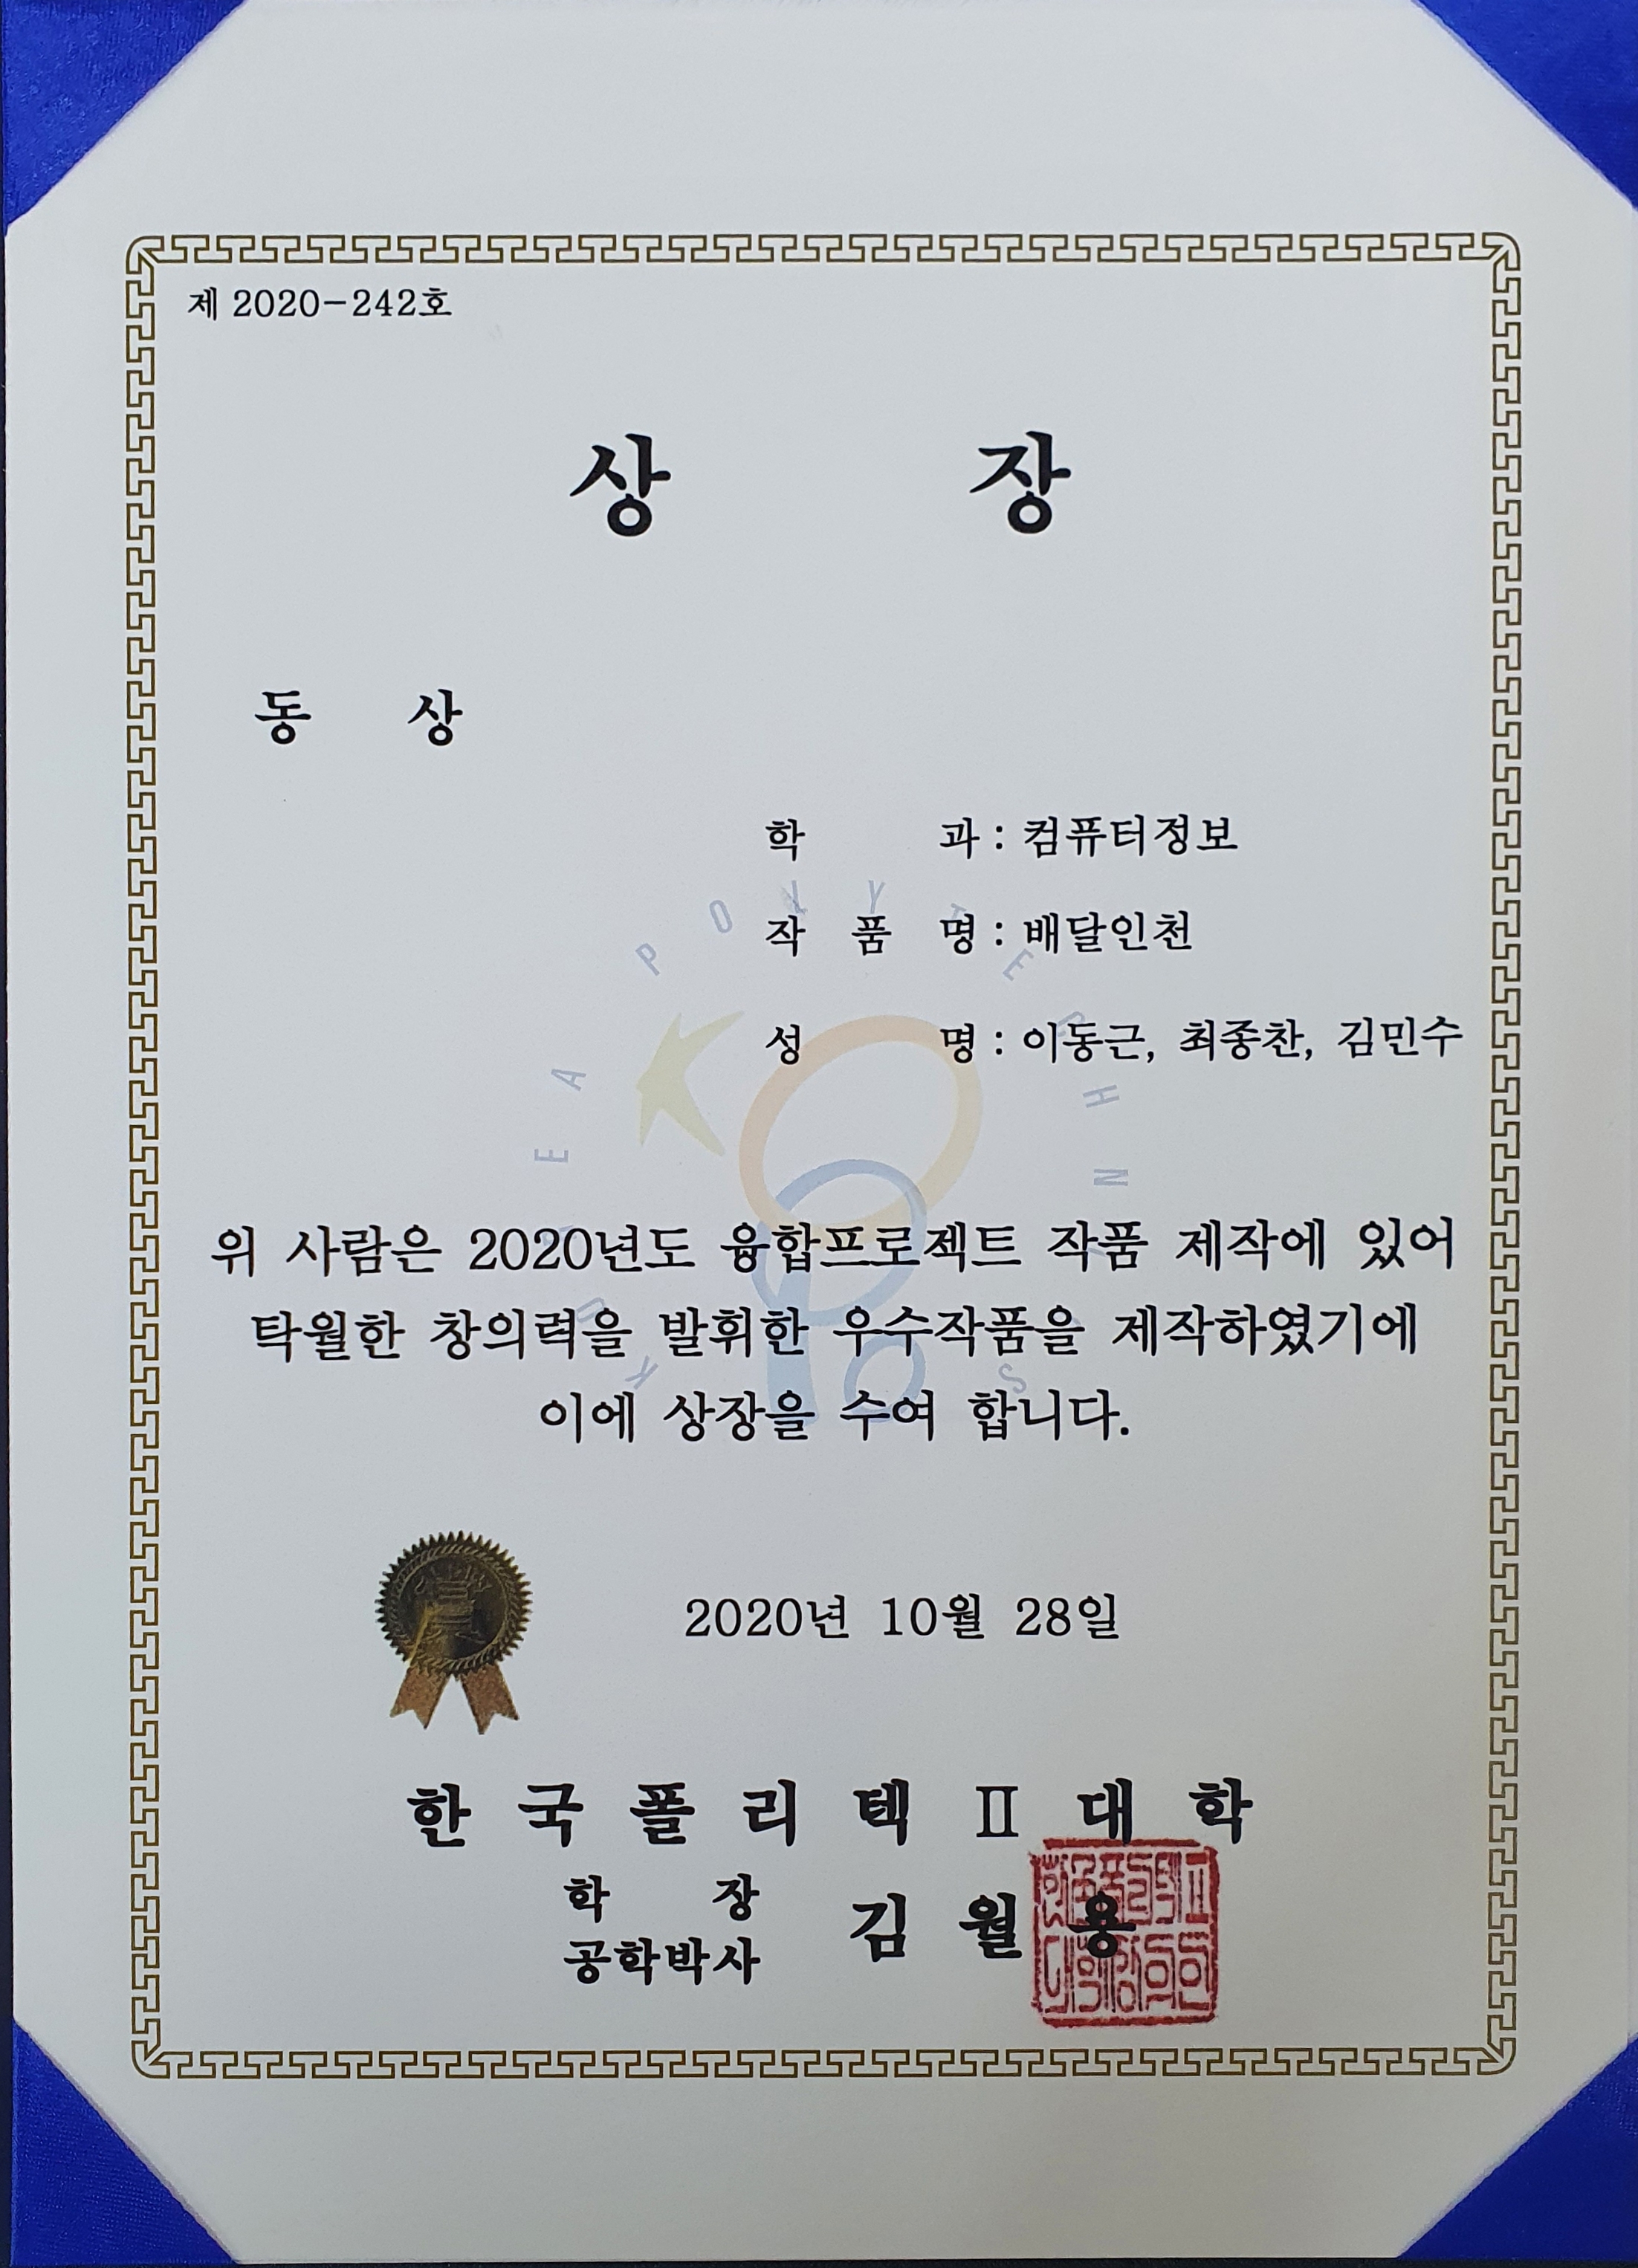 제 2020-242호
상 장
동 상
학 과 : 컴퓨터정보
작 품 명 : 배달인천
성 명 : 이동근, 최종찬, 김민수
KOREA POLYTECHNICS
위 사람은 2020년도 융합프로젝트 작품 제작에 있어
탁월한 창의력을 발휘한 우수작품을 제작하였기에
이에 상장을 수여 합니다.
2020년 10월 28일
한 국 폴 리 텍 Ⅱ 대 학
학 장
공학박사 김 월 용